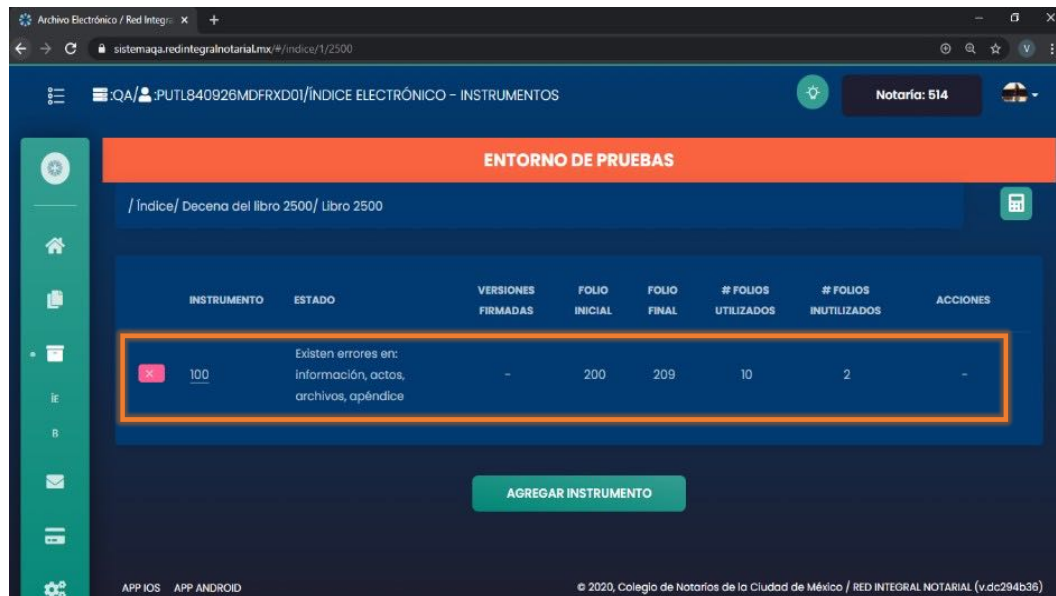 Archivo Electrónico / Red Integra
sistemaqa.redintegralnotarial.mx/#/indice/1/2500
V
:QA/ :PUTL840926MDFRXD01/ÍNDICE ELECTRÓNICO - INSTRUMENTOS
Notaría: 514
ENTORNO DE PRUEBAS
/ Índice/ Decena del libro 2500/ Libro 2500
INSTRUMENTO ESTADO VERSIONES FIRMADAS FOLIO INICIAL FOLIO FINAL # FOLIOS UTILIZADOS # FOLIOS INUTILIZADOS ACCIONES
100 Existen errores en: información, actos, archivos, apéndice - 200 209 10 2 -
IE
B
AGREGAR INSTRUMENTO
APP IOS APP ANDROID
© 2020, Colegio de Notarios de la Ciudad de México / RED INTEGRAL NOTARIAL (v.dc294b36)